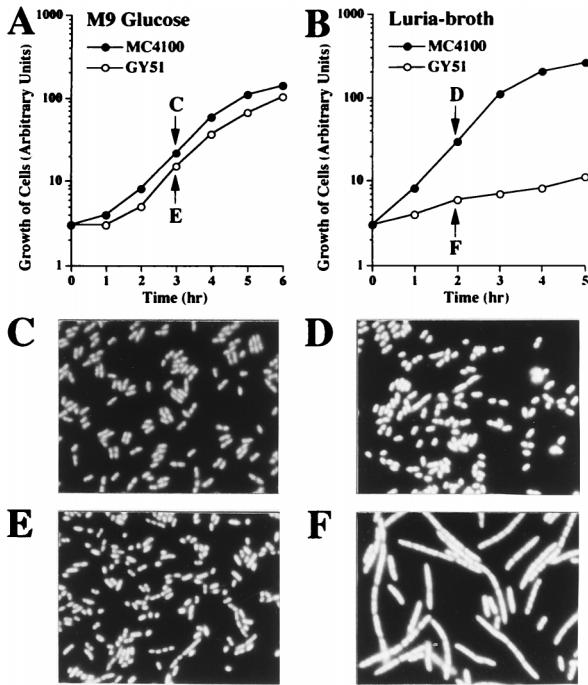 A
M9 Glucose
MC4100
GY51
Growth of Cells (Arbitrary Units)
1000
100
10
1
C
E
0 1 2 3 4 5 6
Time (hr)
B
Luria-broth
MC4100
GY51
Growth of Cells (Arbitrary Units)
1000
100
10
1
D
F
0 1 2 3 4 5
Time (hr)
C
D
E
F